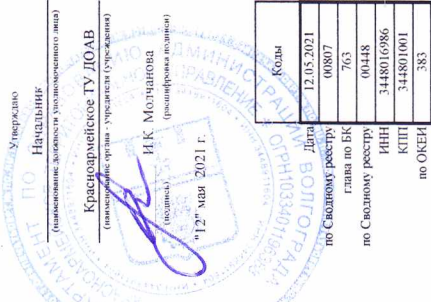 Утверждаю
Начальник
(наименование должности уполномоченного лица)
Красноармейское ТУ ДОАВ
(наименование органа - учредителя (учреждения)
И.К. Молчанова
(подпись) (расшифровка подписи)
"12" мая 2021 г.
Коды
Дата 12.05.2021
по Сводному реестру 00807
глава по БК 763
по Сводному реестру 00448
ИНН 3448016986
КПП 344801001
по ОКЕИ 383